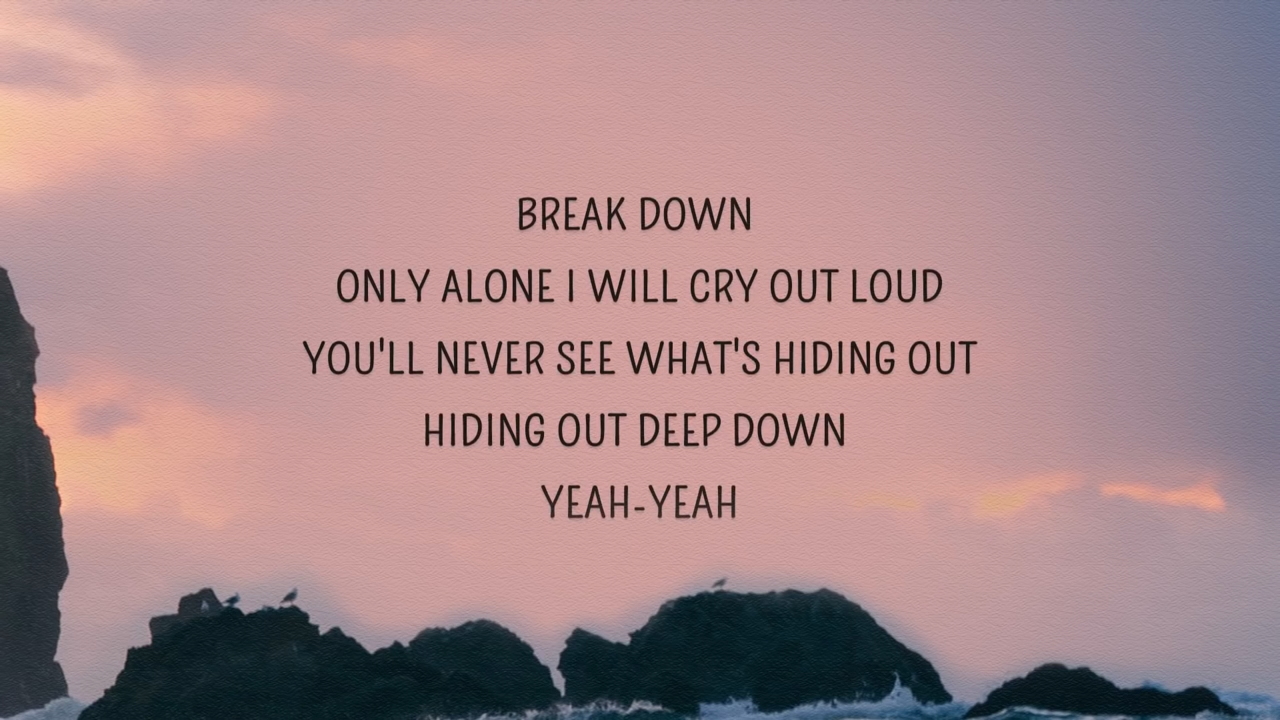 BREAK DOWN
ONLY ALONE I WILL CRY OUT LOUD
YOU'LL NEVER SEE WHAT'S HIDING OUT
HIDING OUT DEEP DOWN
YEAH-YEAH